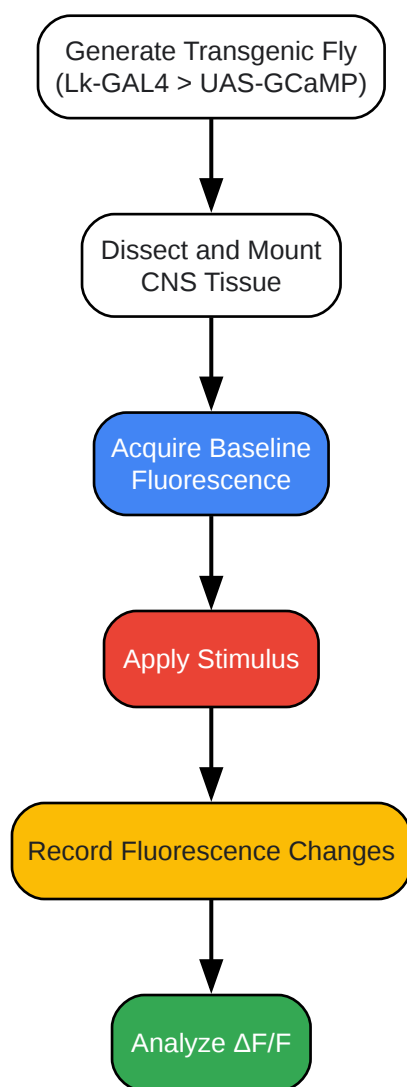 Generate Transgenic Fly
(Lk-GAL4 > UAS-GCaMP)
Dissect and Mount
CNS Tissue
Acquire Baseline
Fluorescence
Apply Stimulus
Record Fluorescence Changes
Analyze ΔF/F